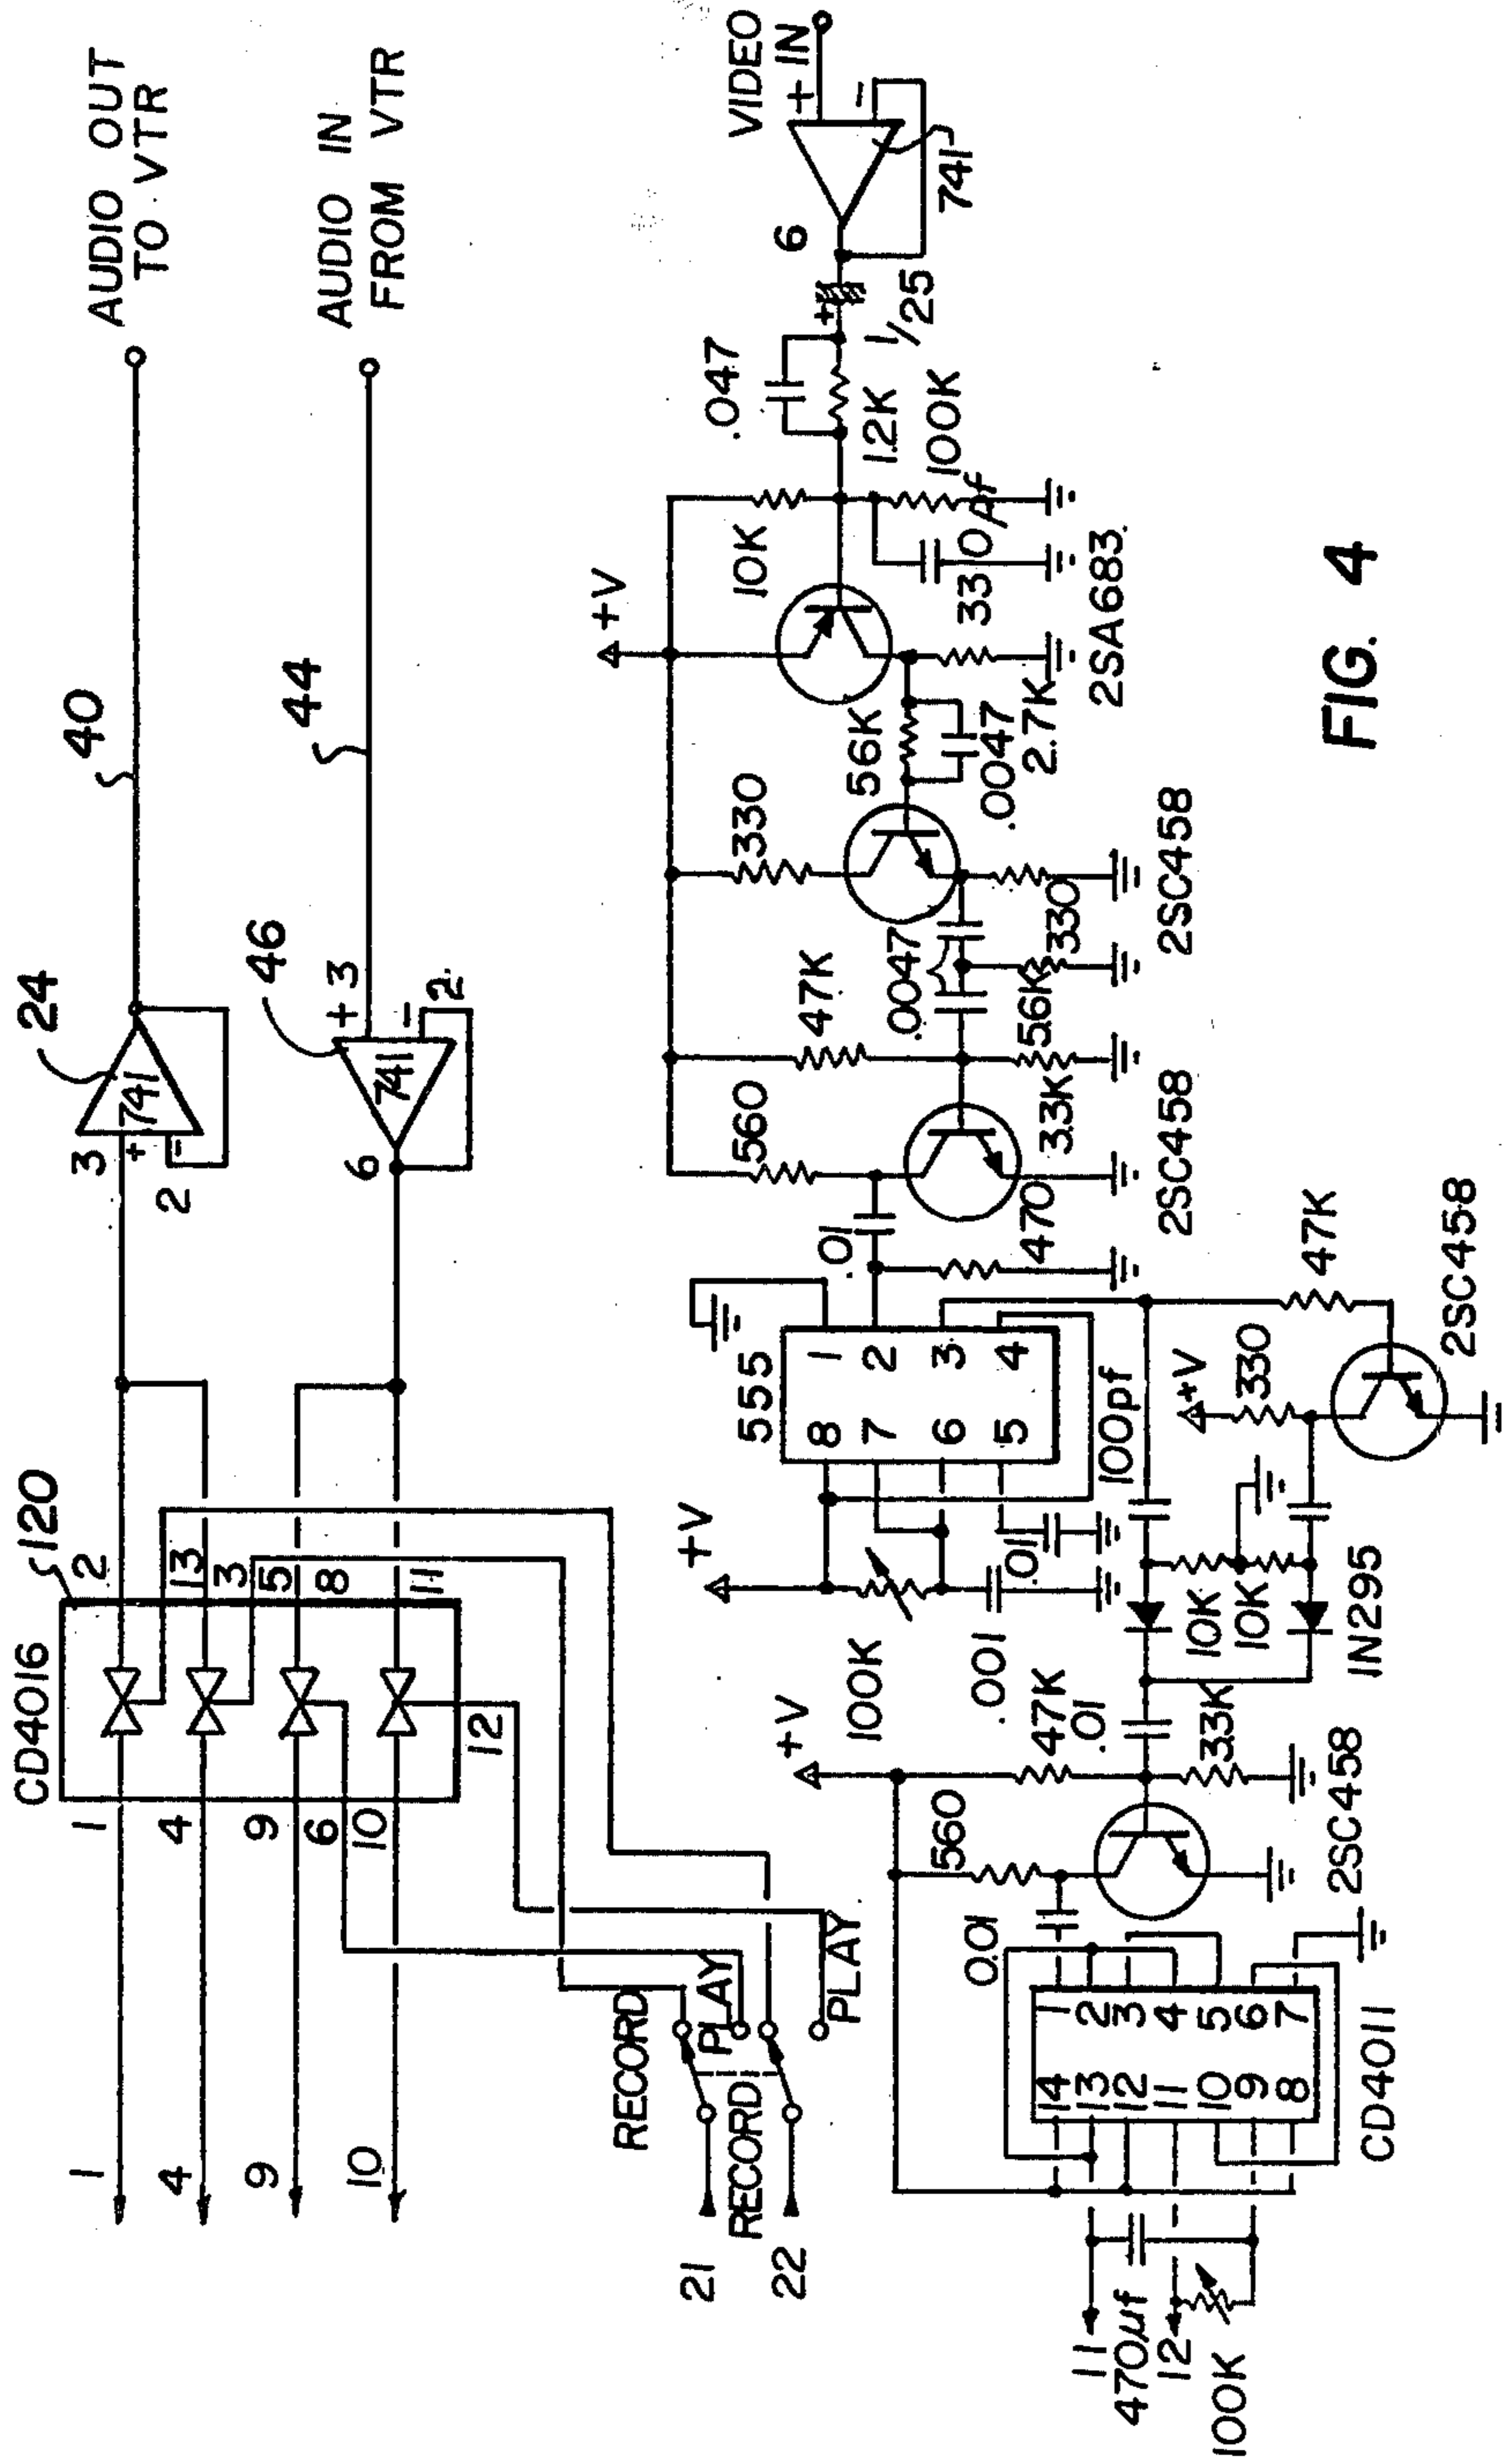 AUDIO OUT
TO VTR
AUDIO IN
FROM VTR
40
44
24
741
3
+
−
2
46
+ 3
741
−
2
6
120
CD4016
2
13
3
5
8
11
12
1
4
9
6
10
1
4
9
10
RECORD
PLAY
RECORD
PLAY
21
22
VIDEO
IN
+
−
741
6
+
1/25
.047
1.2K
100K
10K
330 pf
+V
2SA683
2.7K
56K
.0047
330
2SC458
330
.0047
56K
47K
3.3K
560
2SC458
.01
470
555
1
2
3
4
8
7
6
5
+V
100K
.001
.01
100pf
47K
+V
330
2SC458
10K
10K
IN295
+V
47K
.01
33K
560
2SC458
0.01
1
2
3
4
5
6
7
14
13
12
11
10
9
8
CD4011
11
470µf
12
100K
FIG. 4